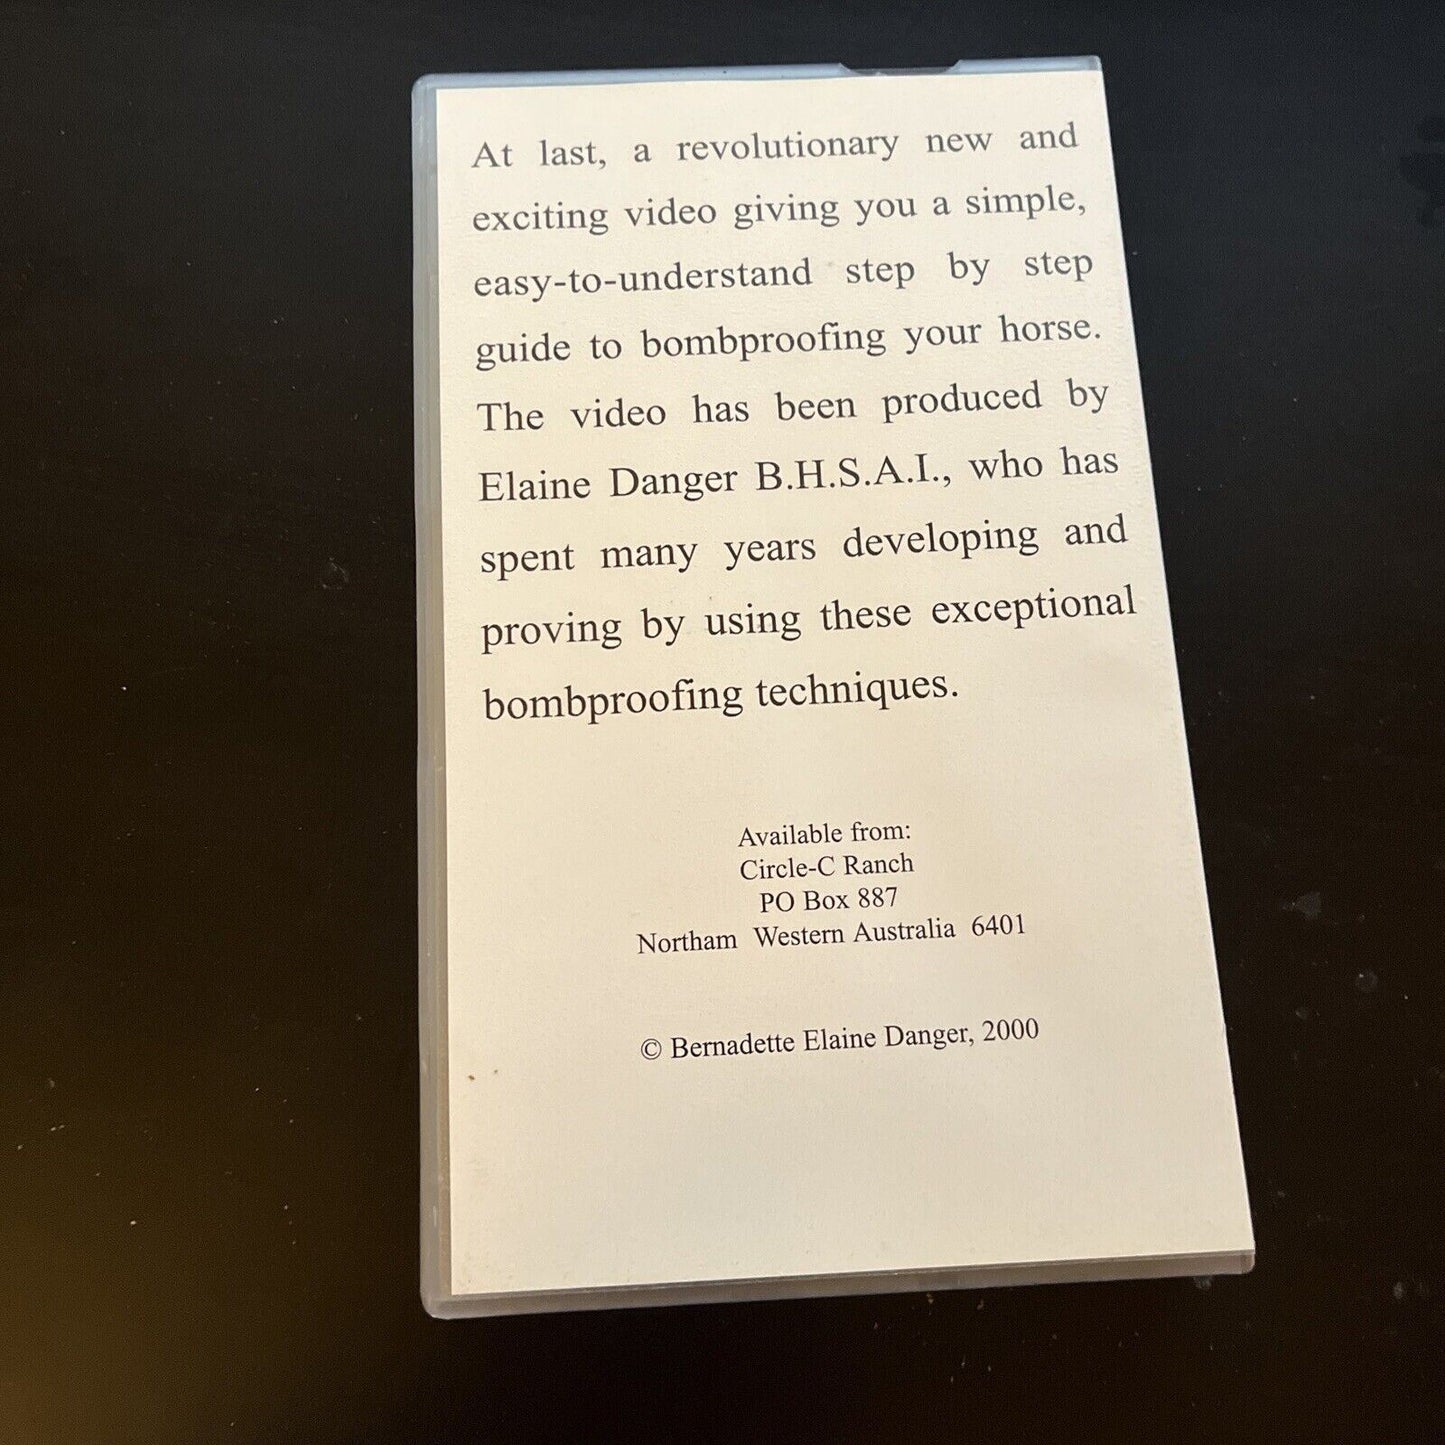 At last, a revolutionary new and
exciting video giving you a simple,
easy-to-understand step by step
guide to bombproofing your horse.
The video has been produced by
Elaine Danger B.H.S.A.I., who has
spent many years developing and
proving by using these exceptional
bombproofing techniques.
Available from:
Circle-C Ranch
PO Box 887
Northam Western Australia 6401
© Bernadette Elaine Danger, 2000